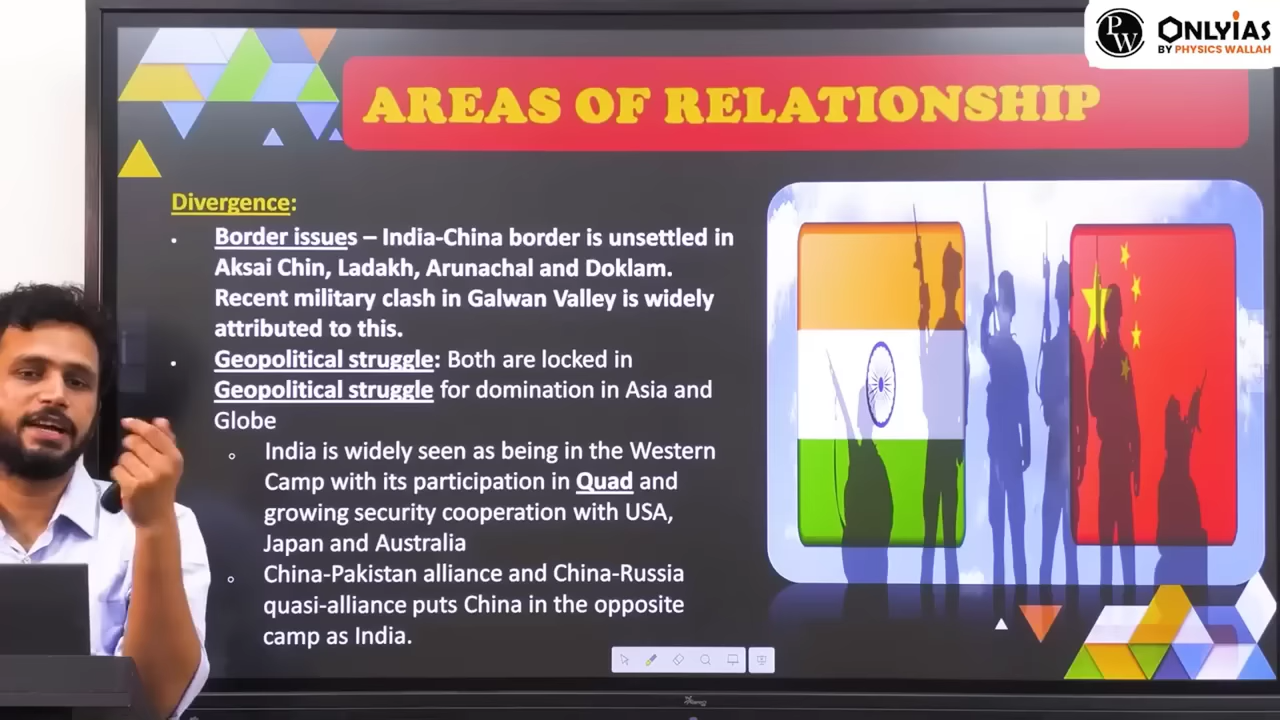 PW
ONLYIAS
BY PHYSICS WALLAH
AREAS OF RELATIONSHIP
Divergence:
• Border issues – India-China border is unsettled in
Aksai Chin, Ladakh, Arunachal and Doklam.
Recent military clash in Galwan Valley is widely
attributed to this.
• Geopolitical struggle: Both are locked in
Geopolitical struggle for domination in Asia and
Globe
◦ India is widely seen as being in the Western
Camp with its participation in Quad and
growing security cooperation with USA,
Japan and Australia
◦ China-Pakistan alliance and China-Russia
quasi-alliance puts China in the opposite
camp as India.